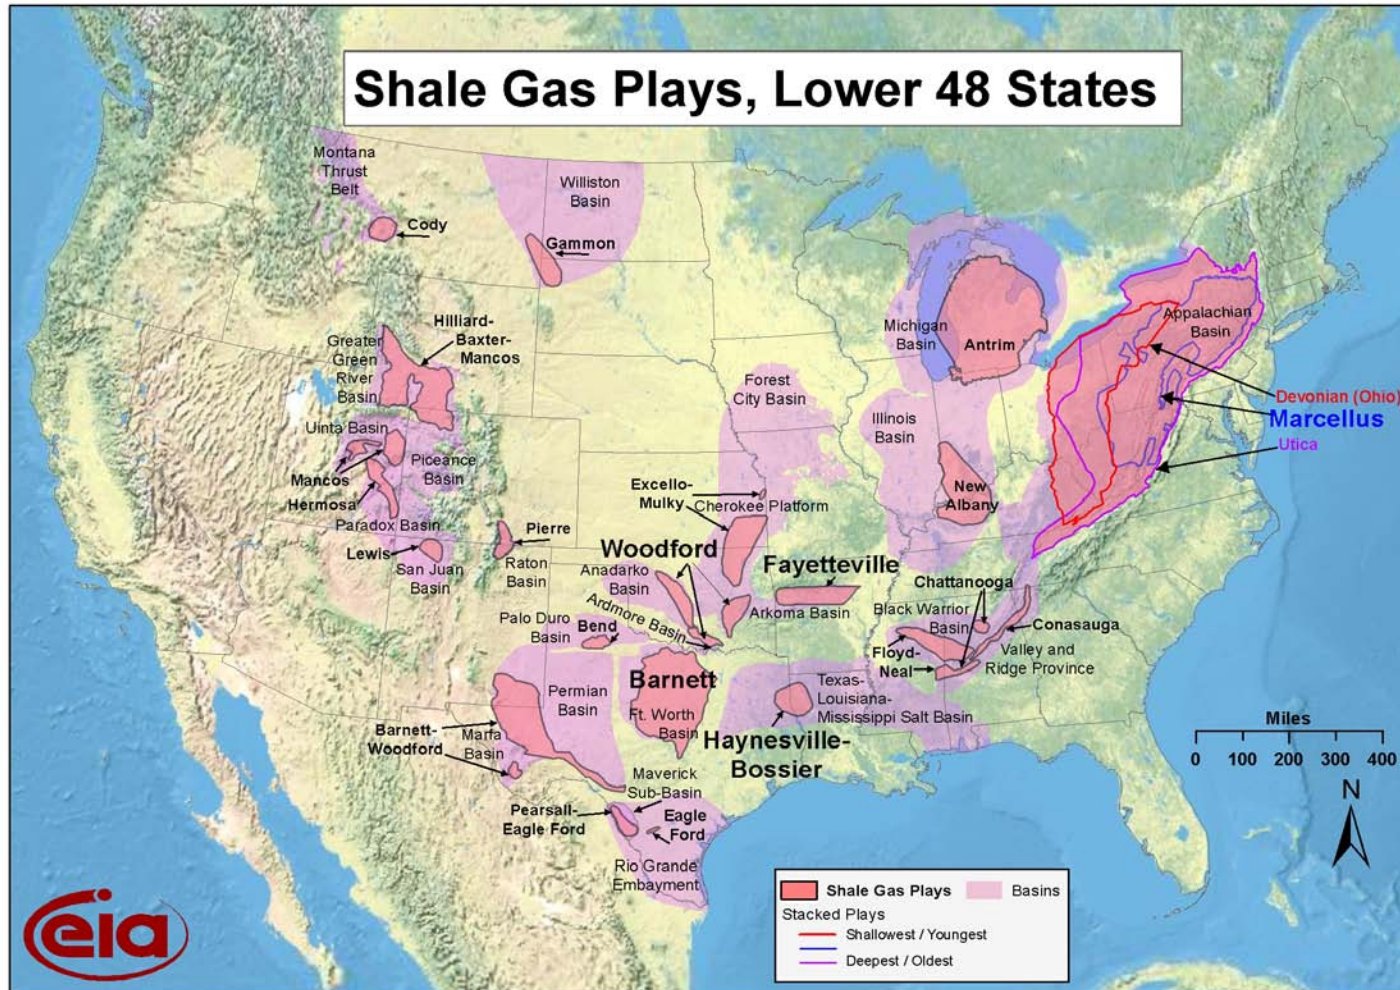 Shale Gas Plays, Lower 48 States
Montana
Thrust
Belt
Cody
Williston
Basin
Gammon
Hilliard-
Baxter-
Mancos
Greater
Green
River
Basin
Uinta Basin
Mancos
Piceance
Basin
Hermosa
Paradox Basin
Lewis
San Juan
Basin
Pierre
Raton
Basin
Forest
City Basin
Excello-
Mulky
Cherokee Platform
Woodford
Anadarko
Basin
Ardmore Basin
Palo Duro
Basin
Bend
Fayetteville
Arkoma Basin
Michigan
Basin
Antrim
Illinois
Basin
New
Albany
Appalachian
Basin
Devonian (Ohio)
Marcellus
Utica
Chattanooga
Black Warrior
Basin
Conasauga
Floyd-
Neal
Valley and
Ridge Province
Barnett
Ft. Worth
Basin
Permian
Basin
Barnett-
Woodford
Marfa
Basin
Texas-
Louisiana-
Mississippi Salt Basin
Haynesville-
Bossier
Maverick
Sub-Basin
Pearsall-
Eagle Ford
Eagle
Ford
Rio Grande
Embayment
Miles
0 100 200 300 400
N
Shale Gas Plays Basins
Stacked Plays
Shallowest / Youngest
Deepest / Oldest
eia